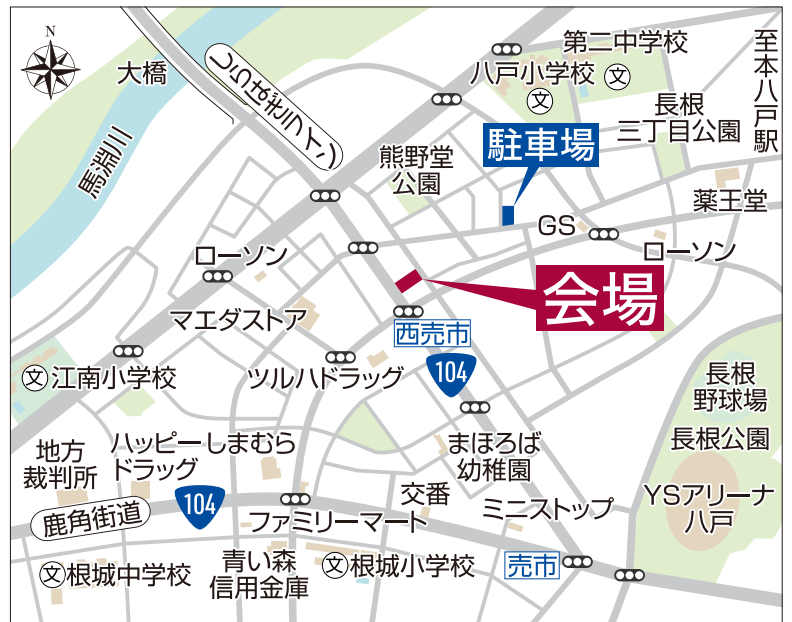 N
大橋
馬淵川
うらはぎライン
第二中学校
八戸小学校
文
文
長根
三丁目公園
至本八戸駅
熊野堂
公園
駐車場
薬王堂
GS
ローソン
ローソン
会場
マエダストア
西売市
104
文江南小学校
ツルハドラッグ
長根
野球場
長根公園
YSアリーナ
八戸
地方
裁判所
ハッピー
ドラッグ
しまむら
まほろば
幼稚園
鹿角街道
104
ファミリーマート
交番
ミニストップ
売市
文根城中学校
青い森
信用金庫
文根城小学校